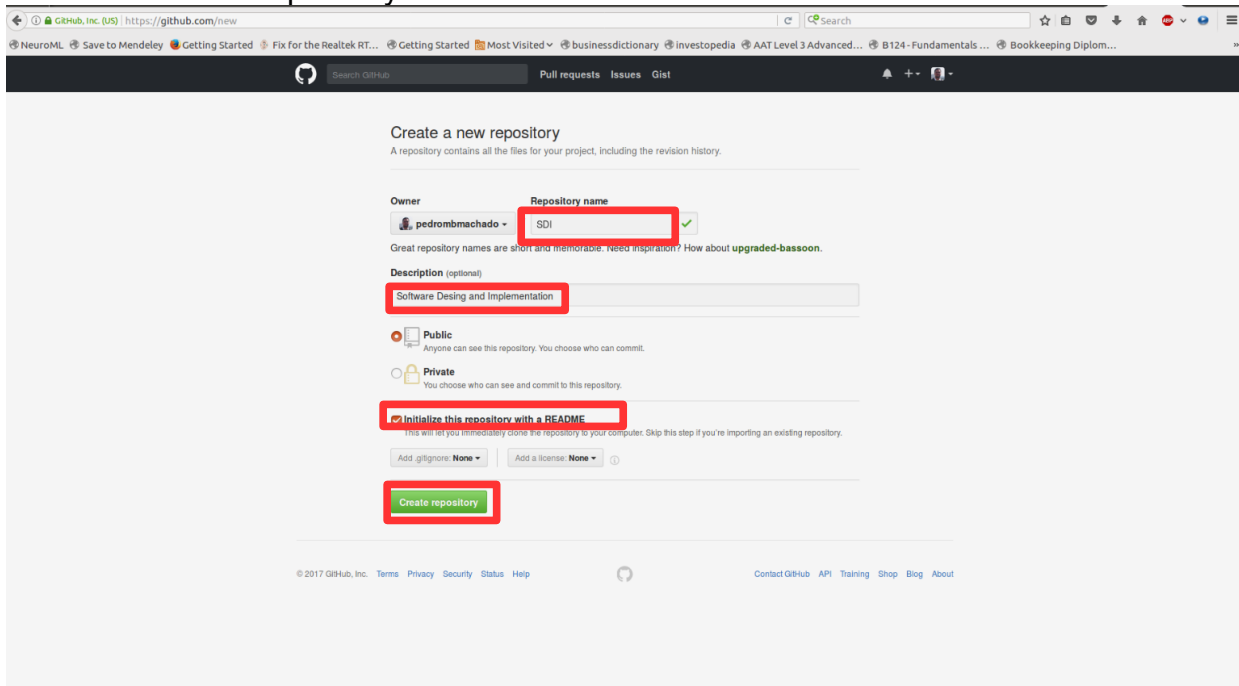 GitHub, Inc. (US) https://github.com/new Search
NeuroML Save to Mendeley Getting Started Fix for the Realtek RT... Getting Started Most Visited businessdictionary investopedia AAT Level 3 Advanced... B124 - Fundamentals ... Bookkeeping Diplom... »
Search GitHub Pull requests Issues Gist
Create a new repository
A repository contains all the files for your project, including the revision history.
Owner Repository name
pedrombmachado SDI
Great repository names are short and memorable. Need inspiration? How about upgraded-bassoon.
Description (optional)
Software Desing and Implementation
Public
Anyone can see this repository. You choose who can commit.
Private
You choose who can see and commit to this repository.
Initialize this repository with a README
This will let you immediately clone the repository to your computer. Skip this step if you're importing an existing repository.
Add .gitignore: None Add a license: None
Create repository
© 2017 GitHub, Inc. Terms Privacy Security Status Help Contact GitHub API Training Shop Blog About